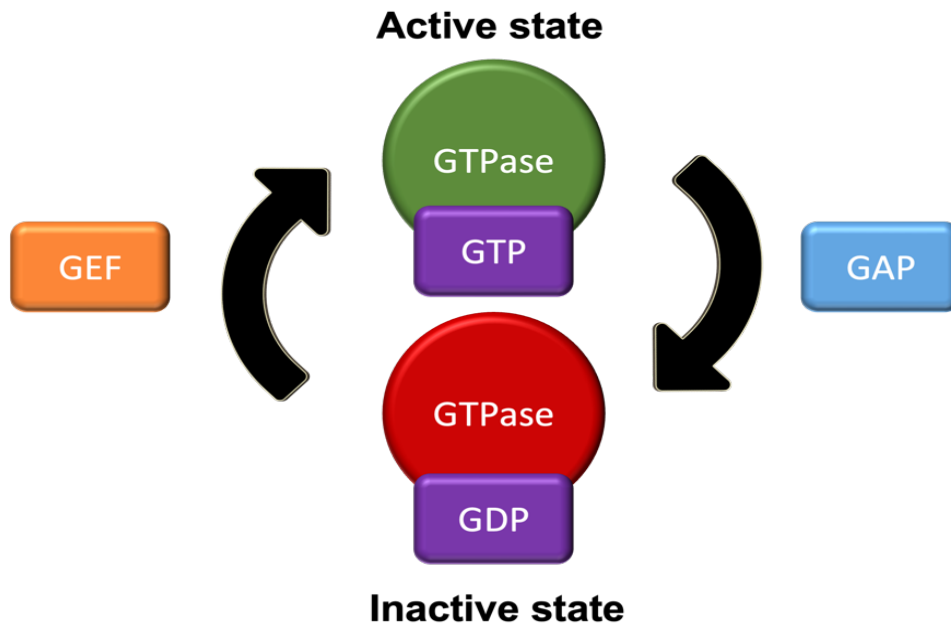 Active state
GTPase
GTP
GEF
GAP
GTPase
GDP
Inactive state